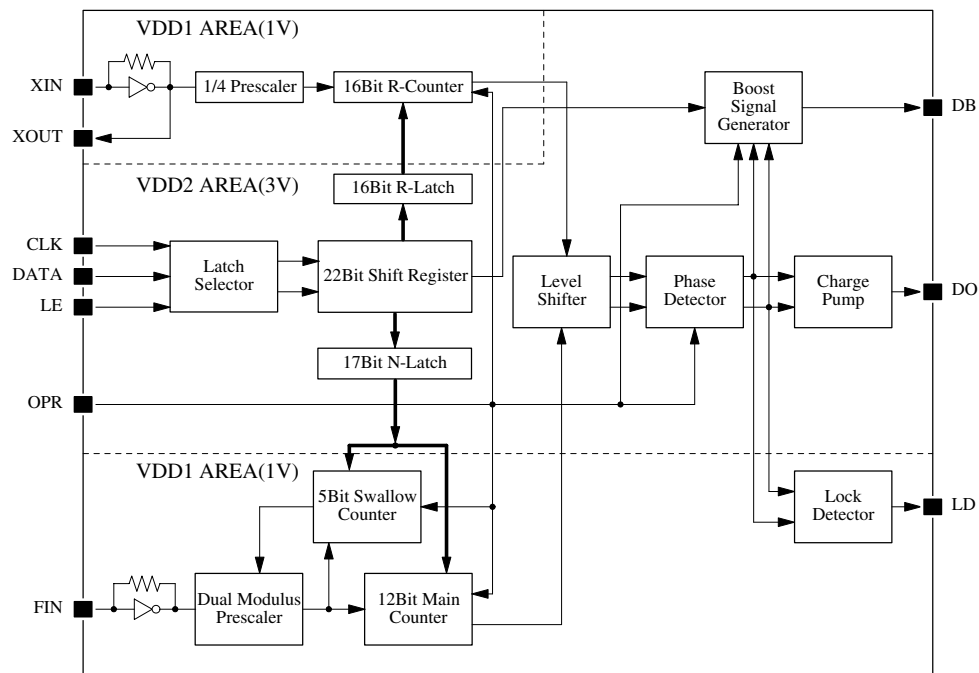 VDD1 AREA(1V)
XIN
1/4 Prescaler
16Bit R-Counter
Boost
Signal
Generator
DB
XOUT
VDD2 AREA(3V)
16Bit R-Latch
CLK
DATA
LE
Latch
Selector
22Bit Shift Register
Level
Shifter
Phase
Detector
Charge
Pump
DO
17Bit N-Latch
OPR
VDD1 AREA(1V)
5Bit Swallow
Counter
Lock
Detector
LD
FIN
Dual Modulus
Prescaler
12Bit Main
Counter